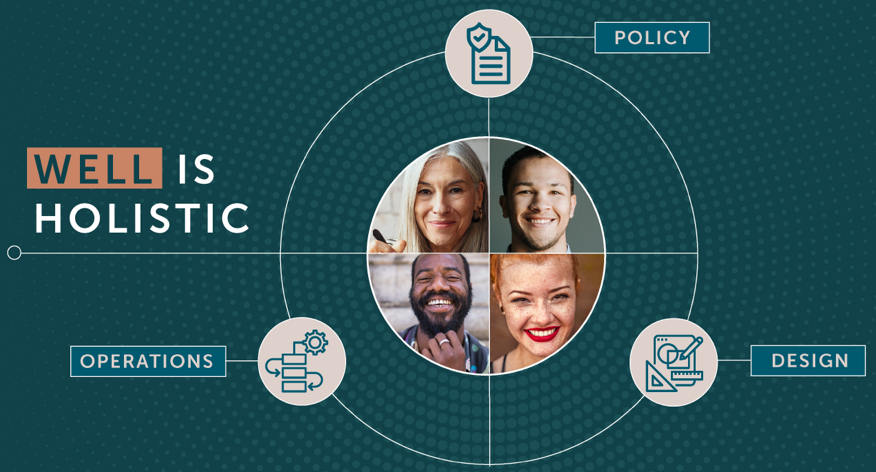 WELL IS
HOLISTIC
POLICY
OPERATIONS
DESIGN